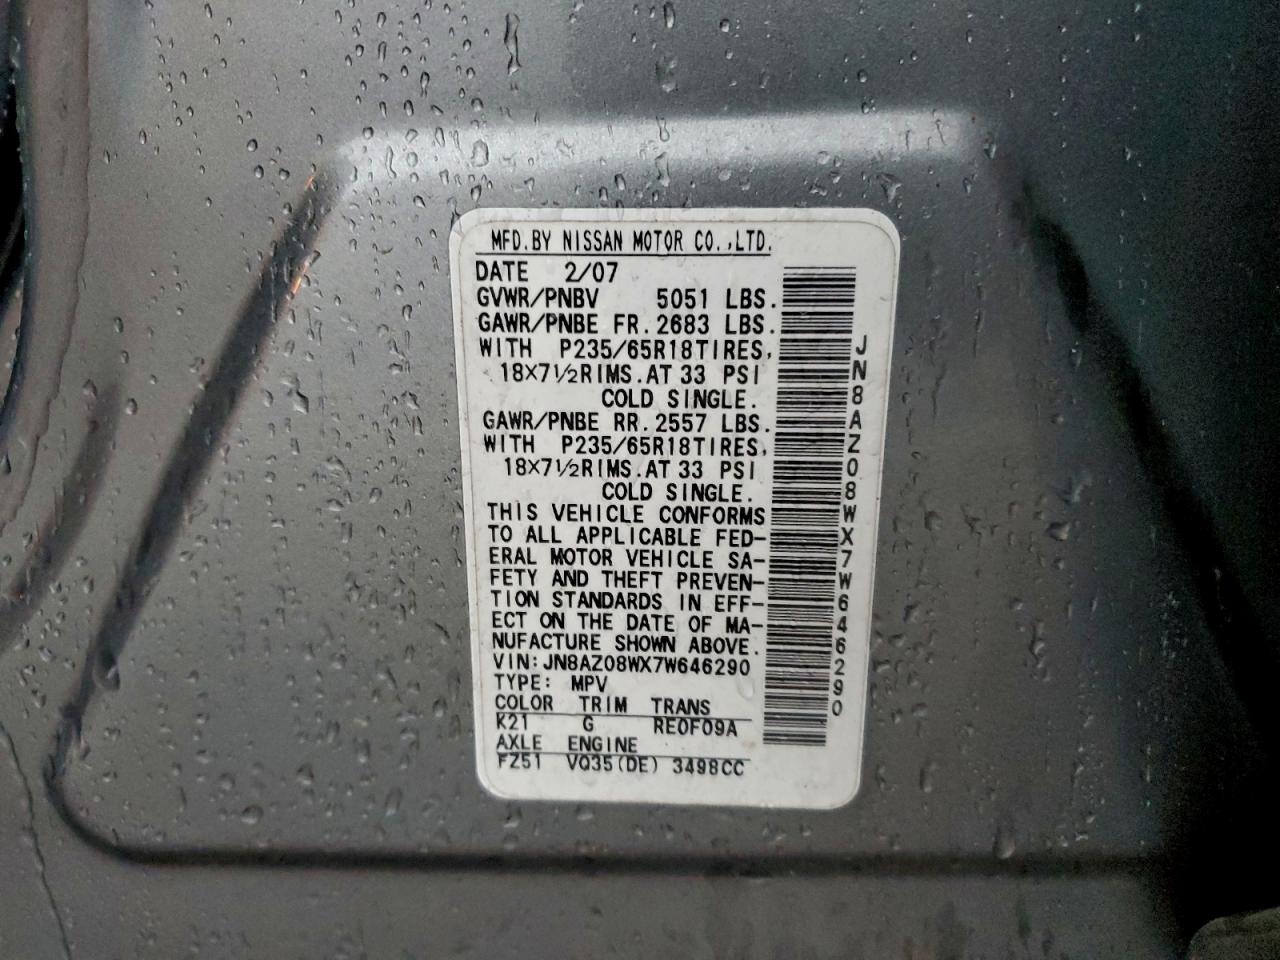 MFD.BY NISSAN MOTOR CO.,LTD.
DATE 2/07
GVWR/PNBV 5051 LBS.
GAWR/PNBE FR.2683 LBS.
WITH P235/65R18TIRES,
18X7½RIMS.AT 33 PSI
COLD SINGLE.
GAWR/PNBE RR.2557 LBS.
WITH P235/65R18TIRES,
18X7½RIMS.AT 33 PSI
COLD SINGLE.
THIS VEHICLE CONFORMS
TO ALL APPLICABLE FED-
ERAL MOTOR VEHICLE SA-
FETY AND THEFT PREVEN-
TION STANDARDS IN EFF-
ECT ON THE DATE OF MA-
NUFACTURE SHOWN ABOVE.
VIN:JN8AZ08WX7W646290
TYPE: MPV
COLOR TRIM TRANS
K21 G RE0F09A
AXLE ENGINE
FZ51 VQ35(DE) 3498CC
JN8AZ08WX7W646290